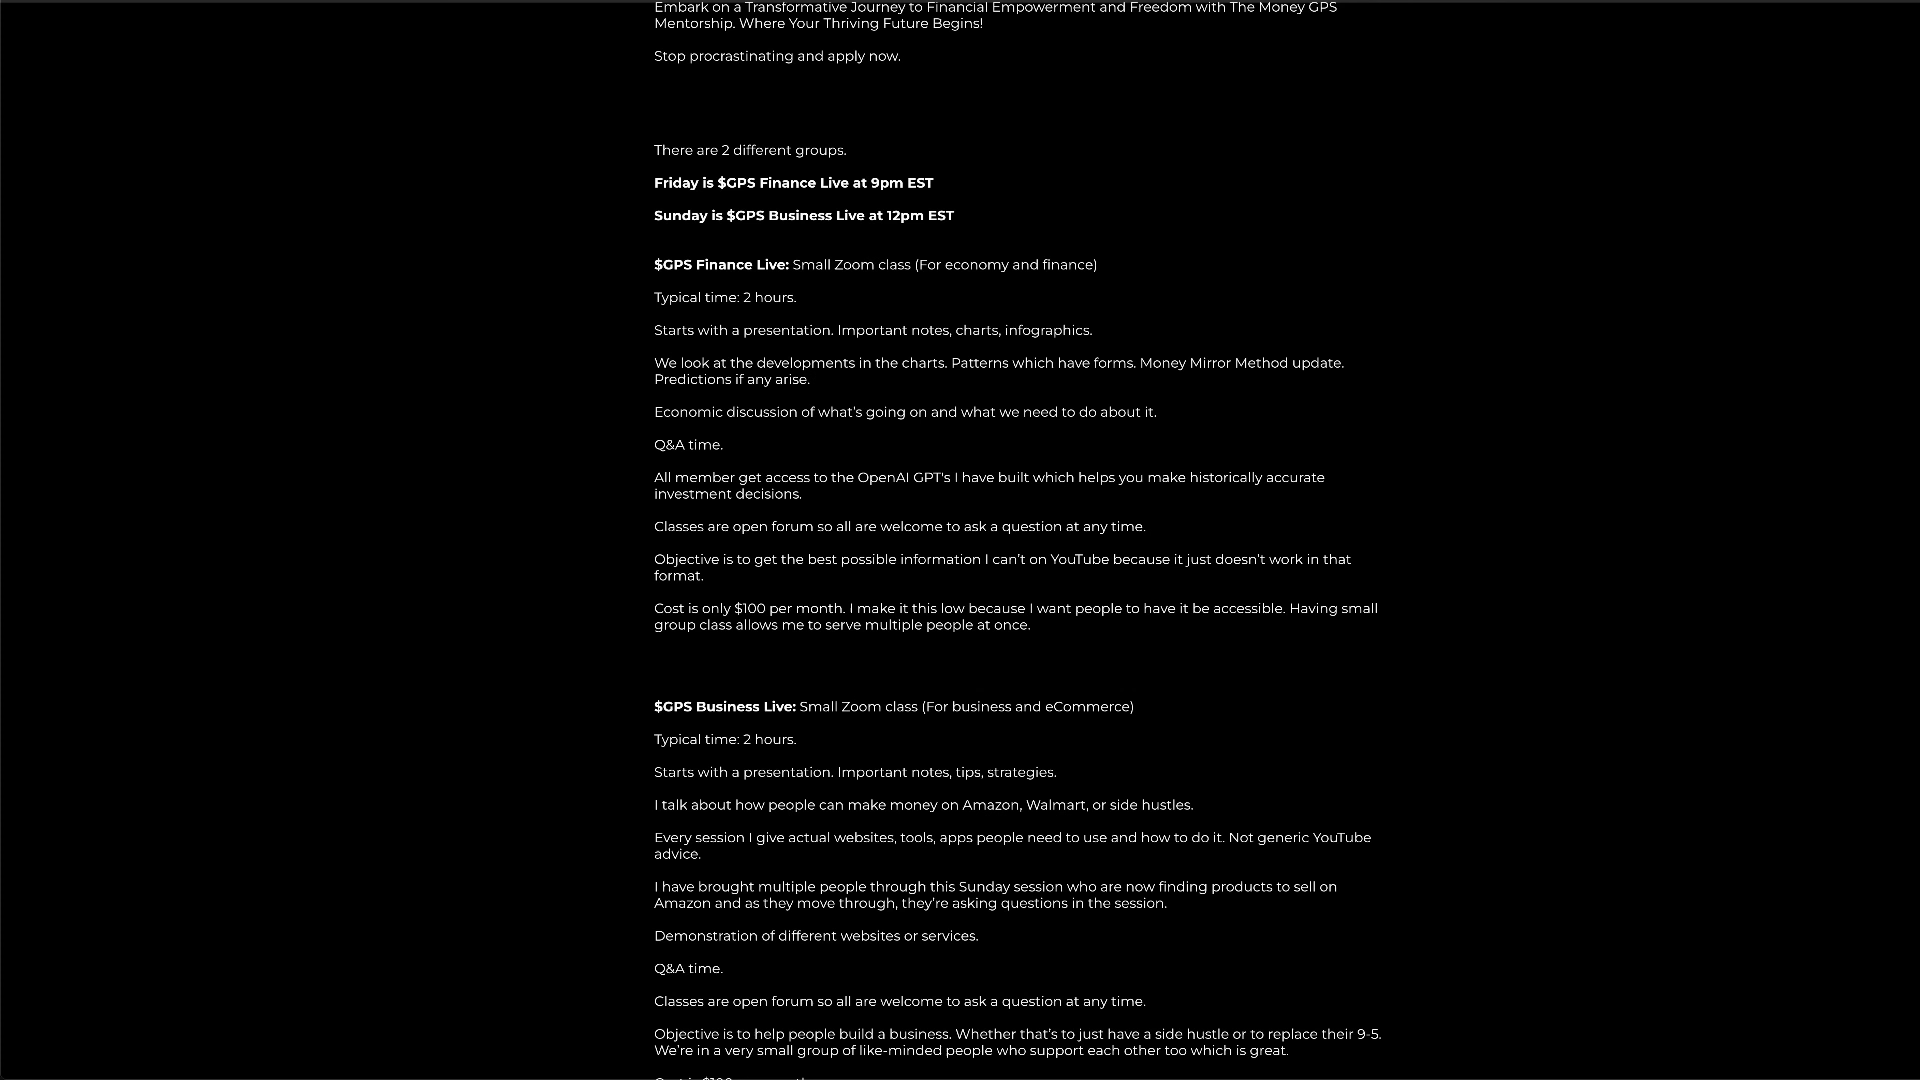 Embark on a Transformative Journey to Financial Empowerment and Freedom with The Money GPS
Mentorship. Where Your Thriving Future Begins!
Stop procrastinating and apply now.
There are 2 different groups.
Friday is $GPS Finance Live at 9pm EST
Sunday is $GPS Business Live at 12pm EST
$GPS Finance Live: Small Zoom class (For economy and finance)
Typical time: 2 hours.
Starts with a presentation. Important notes, charts, infographics.
We look at the developments in the charts. Patterns which have forms. Money Mirror Method update.
Predictions if any arise.
Economic discussion of what's going on and what we need to do about it.
Q&A time.
All member get access to the OpenAI GPT's I have built which helps you make historically accurate
investment decisions.
Classes are open forum so all are welcome to ask a question at any time.
Objective is to get the best possible information I can't on YouTube because it just doesn't work in that
format.
Cost is only $100 per month. I make it this low because I want people to have it be accessible. Having small
group class allows me to serve multiple people at once.
$GPS Business Live: Small Zoom class (For business and eCommerce)
Typical time: 2 hours.
Starts with a presentation. Important notes, tips, strategies.
I talk about how people can make money on Amazon, Walmart, or side hustles.
Every session I give actual websites, tools, apps people need to use and how to do it. Not generic YouTube
advice.
I have brought multiple people through this Sunday session who are now finding products to sell on
Amazon and as they move through, they're asking questions in the session.
Demonstration of different websites or services.
Q&A time.
Classes are open forum so all are welcome to ask a question at any time.
Objective is to help people build a business. Whether that's to just have a side hustle or to replace their 9-5.
We're in a very small group of like-minded people who support each other too which is great.